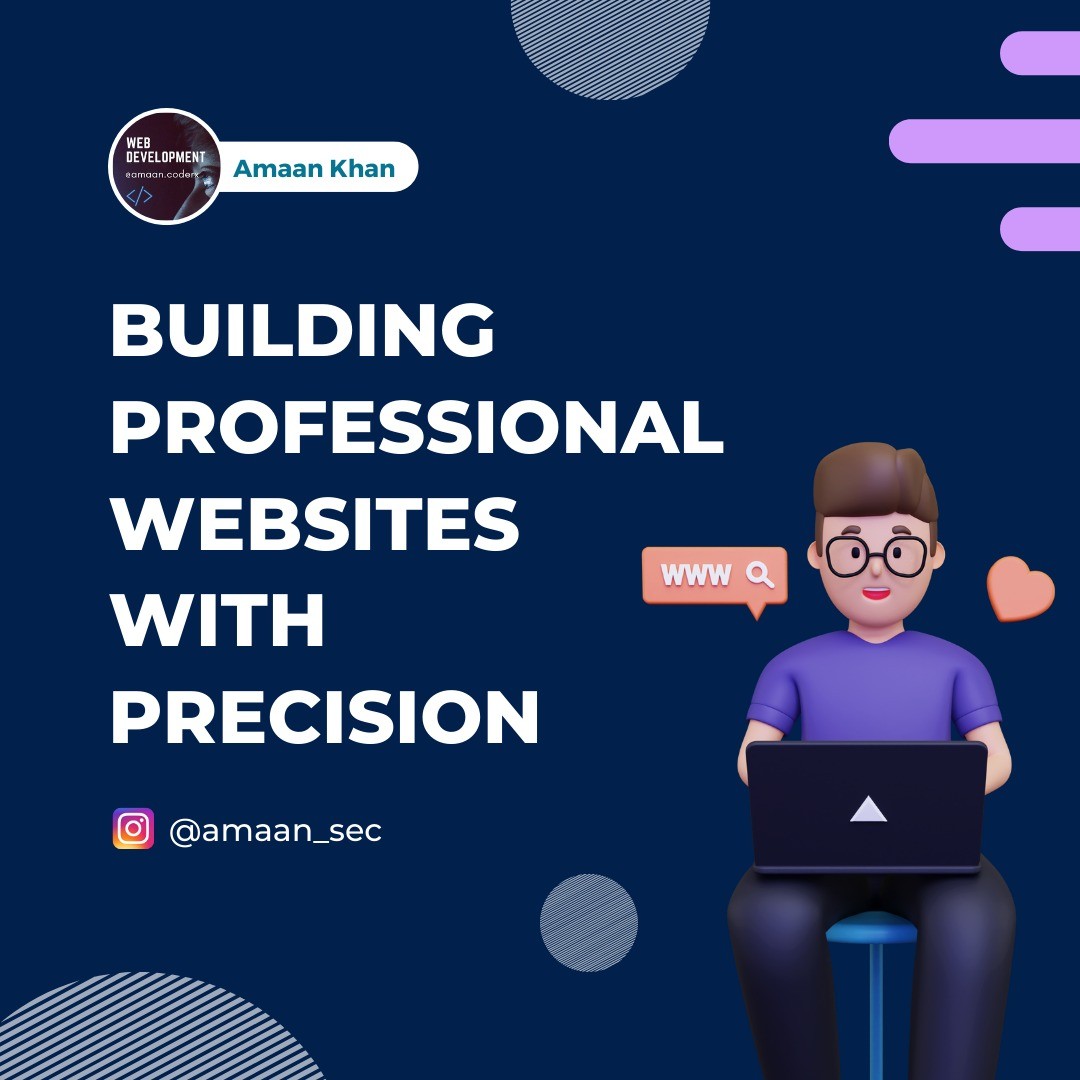 WEB
DEVELOPMENT
@amaan.coderx
</>
Amaan Khan
BUILDING
PROFESSIONAL
WEBSITES
WITH
PRECISION
WWW
@amaan_sec